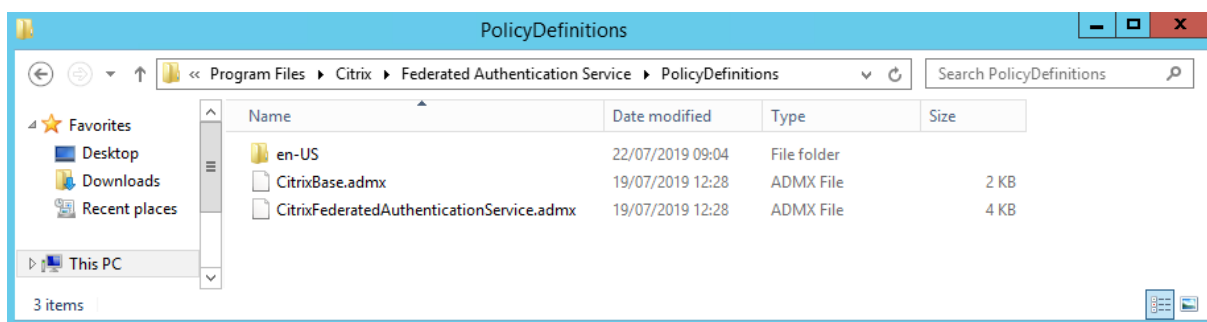 PolicyDefinitions
« Program Files Citrix Federated Authentication Service PolicyDefinitions Search PolicyDefinitions
Favorites
Desktop
Downloads
Recent places
This PC
Name Date modified Type Size
en-US 22/07/2019 09:04 File folder
CitrixBase.admx 19/07/2019 12:28 ADMX File 2 KB
CitrixFederatedAuthenticationService.admx 19/07/2019 12:28 ADMX File 4 KB
3 items